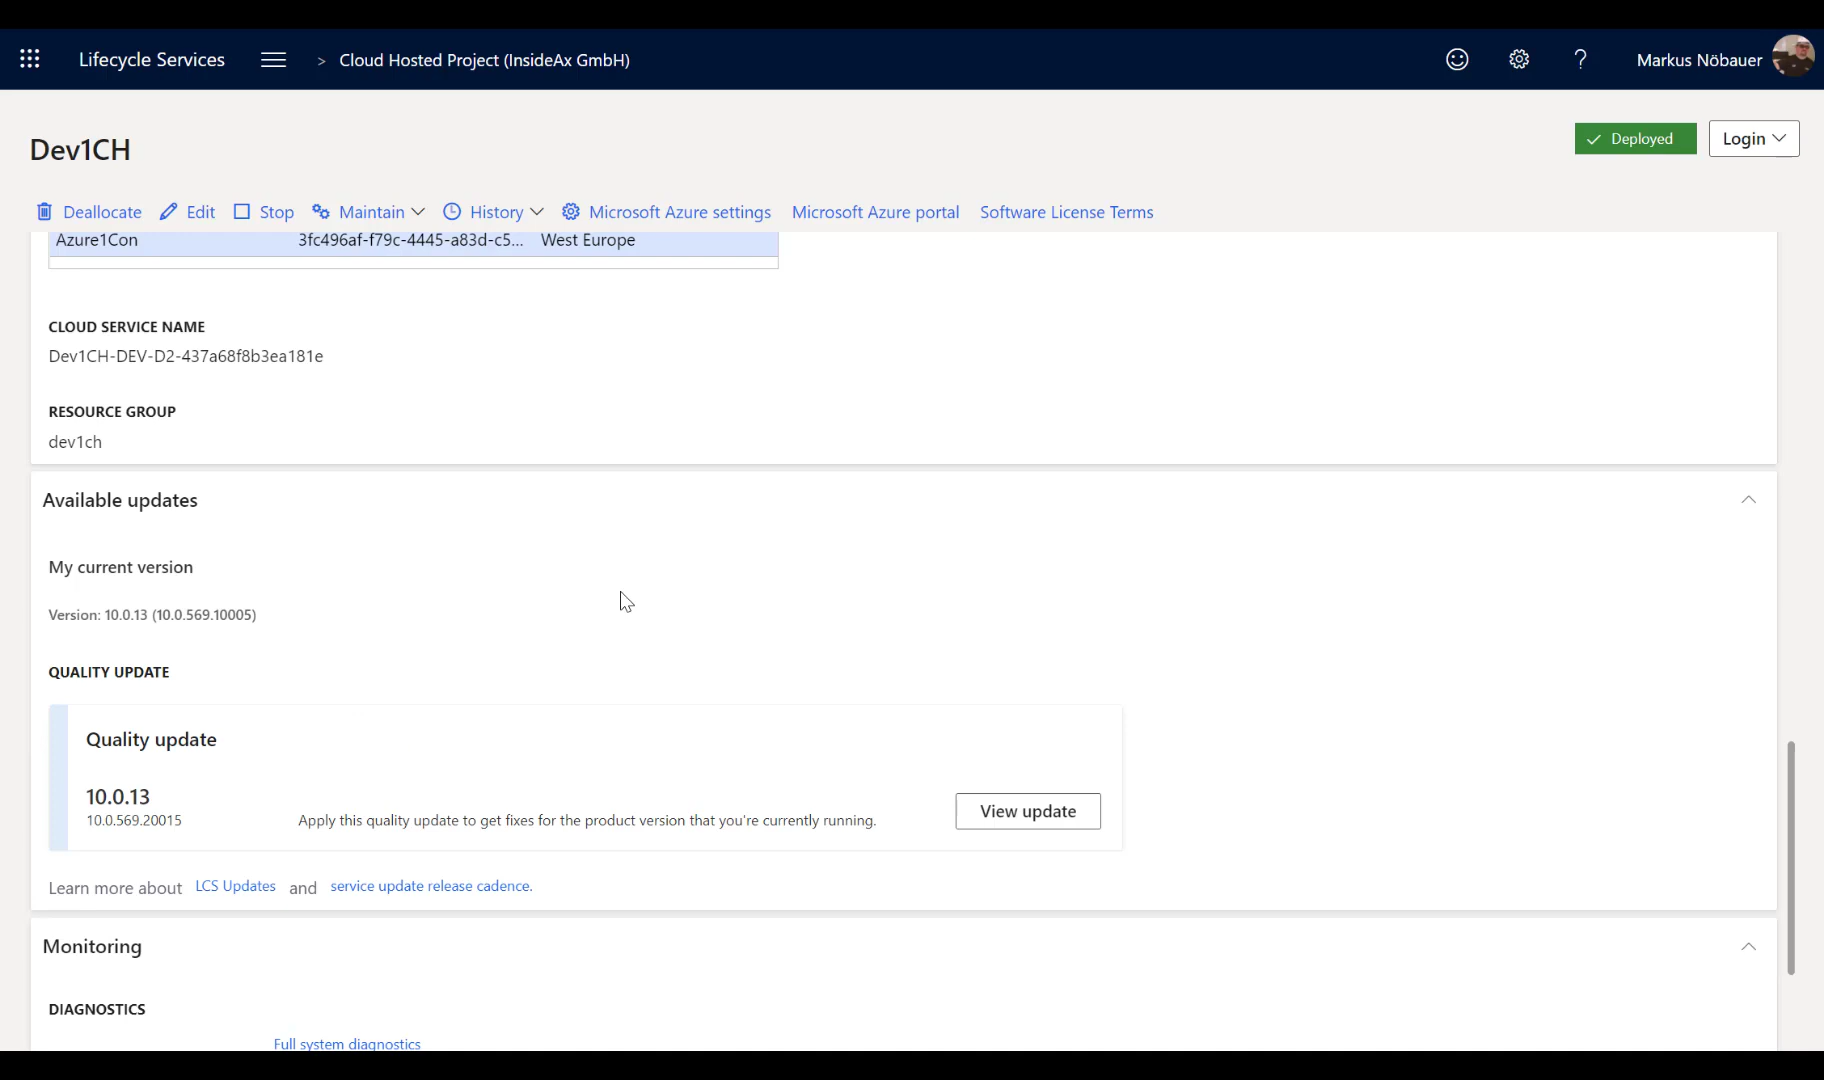 Lifecycle Services > Cloud Hosted Project (InsideAx GmbH) ? Markus Nöbauer
Dev1CH
Deployed Login
Deallocate Edit Stop Maintain History Microsoft Azure settings Microsoft Azure portal Software License Terms
Azure1Con 3fc496af-f79c-4445-a83d-c5... West Europe
CLOUD SERVICE NAME
Dev1CH-DEV-D2-437a68f8b3ea181e
RESOURCE GROUP
dev1ch
Available updates
My current version
Version: 10.0.13 (10.0.569.10005)
QUALITY UPDATE
Quality update
10.0.13
10.0.569.20015 Apply this quality update to get fixes for the product version that you're currently running. View update
Learn more about LCS Updates and service update release cadence.
Monitoring
DIAGNOSTICS
Full system diagnostics